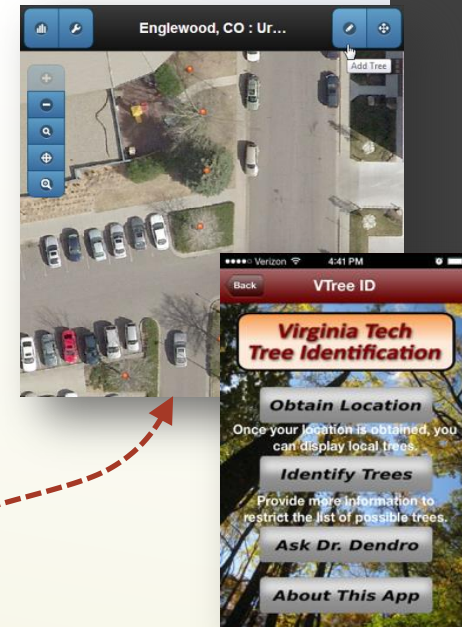 Englewood, CO : Ur...
Add Tree
Verizon 4:41 PM
Back VTree ID
Virginia Tech
Tree Identification
Obtain Location
Once your location is obtained, you
can display local trees.
Identify Trees
Provide more information to
restrict the list of possible trees.
Ask Dr. Dendro
About This App